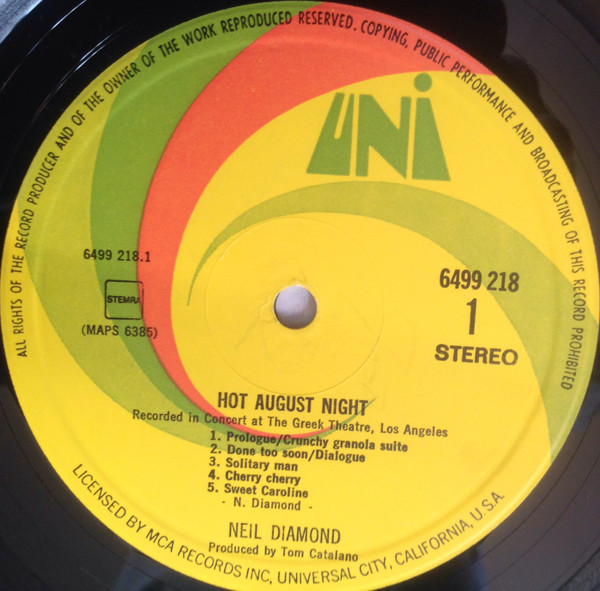 ALL RIGHTS OF THE RECORD PRODUCER AND OF THE OWNER OF THE WORK REPRODUCED RESERVED. COPYING, PUBLIC PERFORMANCE AND BROADCASTING OF THIS RECORD PROHIBITED
UNi
6499 218.1
STEMRA
(MAPS 6385)
6499 218
1
STEREO
HOT AUGUST NIGHT
Recorded in Concert at The Greek Theatre, Los Angeles
1. Prologue/Crunchy granola suite
2. Done too soon/Dialogue
3. Solitary man
4. Cherry cherry
5. Sweet Caroline
- N. Diamond -
NEIL DIAMOND
Produced by Tom Catalano
LICENSED BY MCA RECORDS INC, UNIVERSAL CITY, CALIFORNIA, U.S.A.